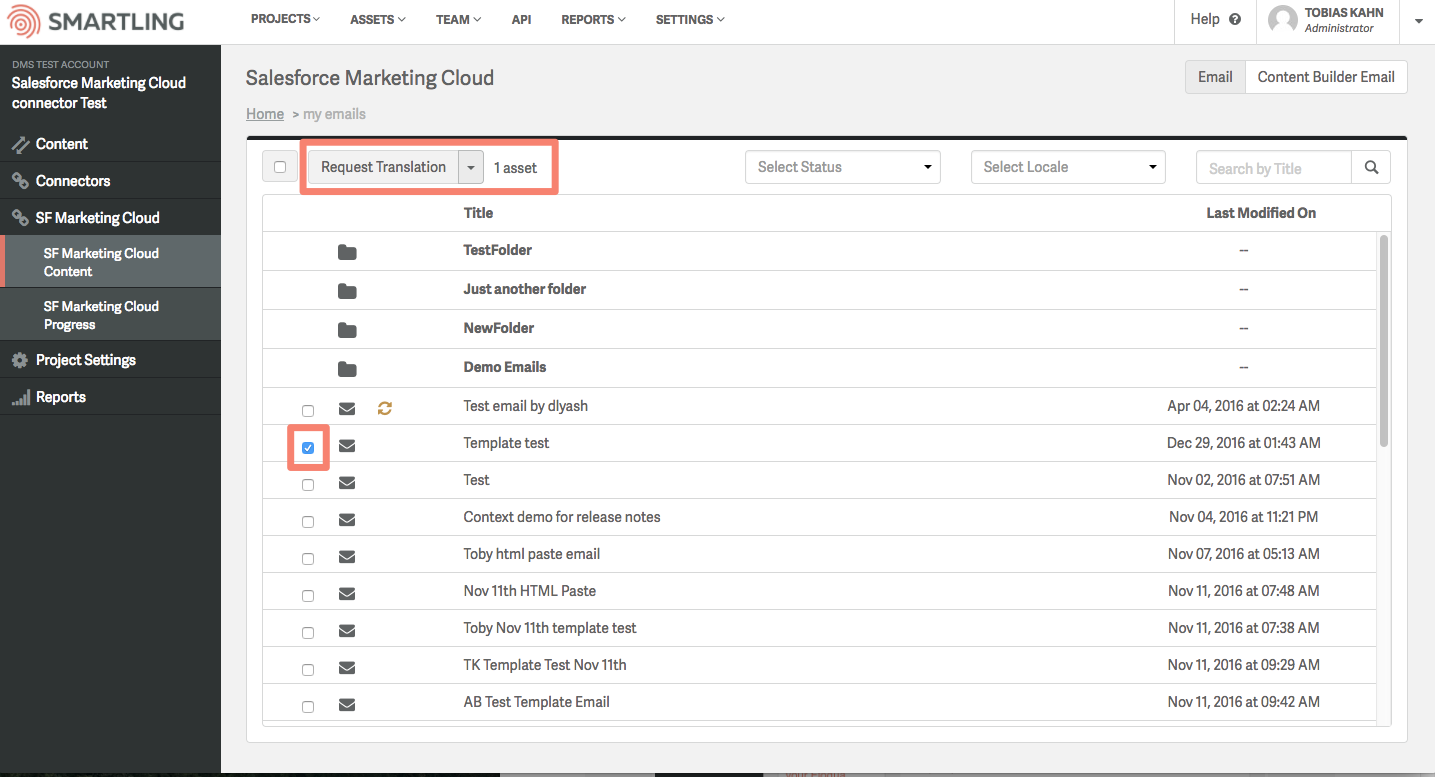 SMARTLING
PROJECTS ASSETS TEAM API REPORTS SETTINGS
Help
TOBIAS KAHN
Administrator
DMS TEST ACCOUNT
Salesforce Marketing Cloud
connector Test
Content
Connectors
SF Marketing Cloud
SF Marketing Cloud
Content
SF Marketing Cloud
Progress
Project Settings
Reports
Salesforce Marketing Cloud
Email Content Builder Email
Home > my emails
Request Translation 1 asset Select Status Select Locale Search by Title
Title Last Modified On
TestFolder --
Just another folder --
NewFolder --
Demo Emails --
Test email by dlyash Apr 04, 2016 at 02:24 AM
Template test Dec 29, 2016 at 01:43 AM
Test Nov 02, 2016 at 07:51 AM
Context demo for release notes Nov 04, 2016 at 11:21 PM
Toby html paste email Nov 07, 2016 at 05:13 AM
Nov 11th HTML Paste Nov 11, 2016 at 07:48 AM
Toby Nov 11th template test Nov 11, 2016 at 07:38 AM
TK Template Test Nov 11th Nov 11, 2016 at 09:29 AM
AB Test Template Email Nov 11, 2016 at 09:42 AM